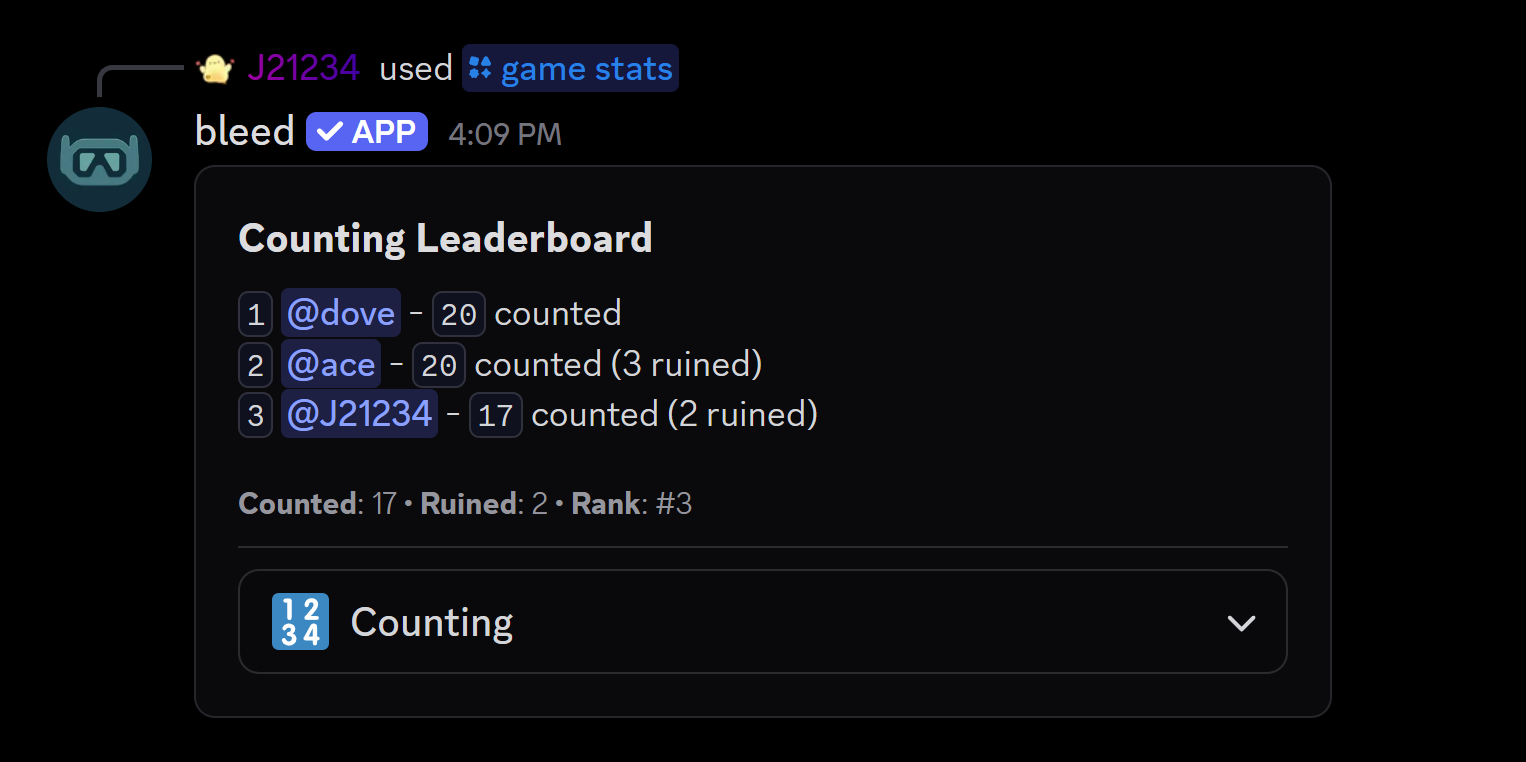 J21234 used game stats
bleed APP 4:09 PM
Counting Leaderboard
1 @dove - 20 counted
2 @ace - 20 counted (3 ruined)
3 @J21234 - 17 counted (2 ruined)
Counted: 17 • Ruined: 2 • Rank: #3
1234 Counting